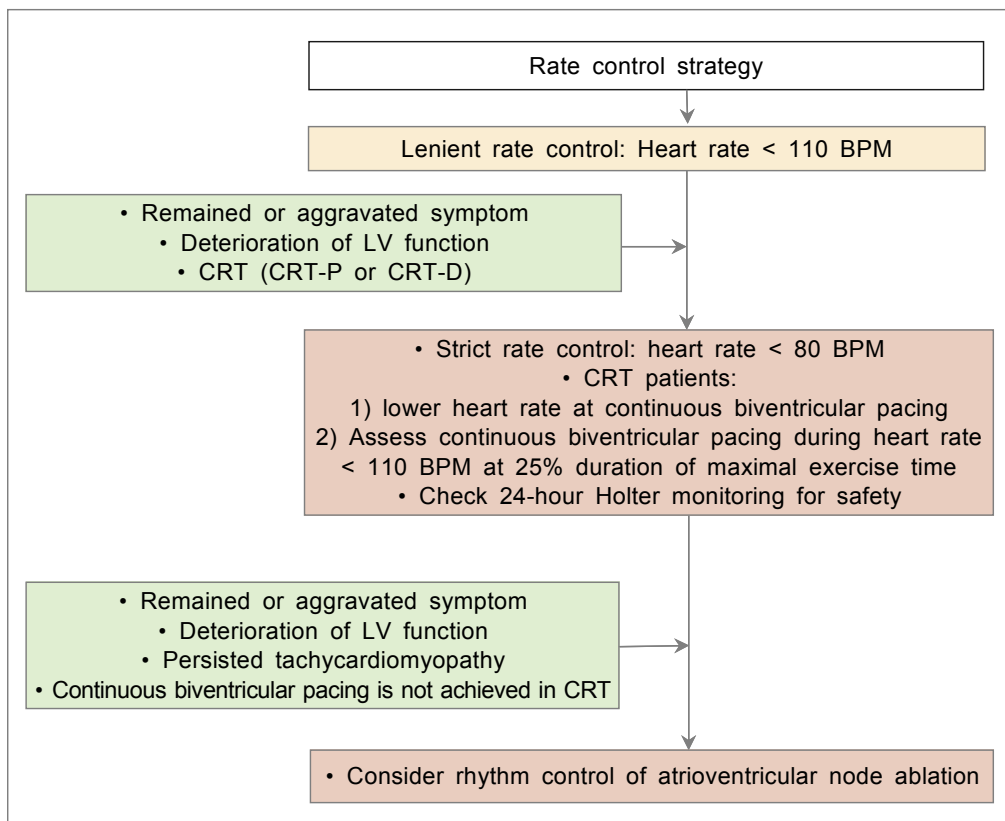 Rate control strategy
Lenient rate control: Heart rate < 110 BPM
• Remained or aggravated symptom
• Deterioration of LV function
• CRT (CRT-P or CRT-D)
• Strict rate control: heart rate < 80 BPM
• CRT patients:
1) lower heart rate at continuous biventricular pacing
2) Assess continuous biventricular pacing during heart rate
< 110 BPM at 25% duration of maximal exercise time
• Check 24-hour Holter monitoring for safety
• Remained or aggravated symptom
• Deterioration of LV function
• Persisted tachycardiomyopathy
• Continuous biventricular pacing is not achieved in CRT
• Consider rhythm control of atrioventricular node ablation